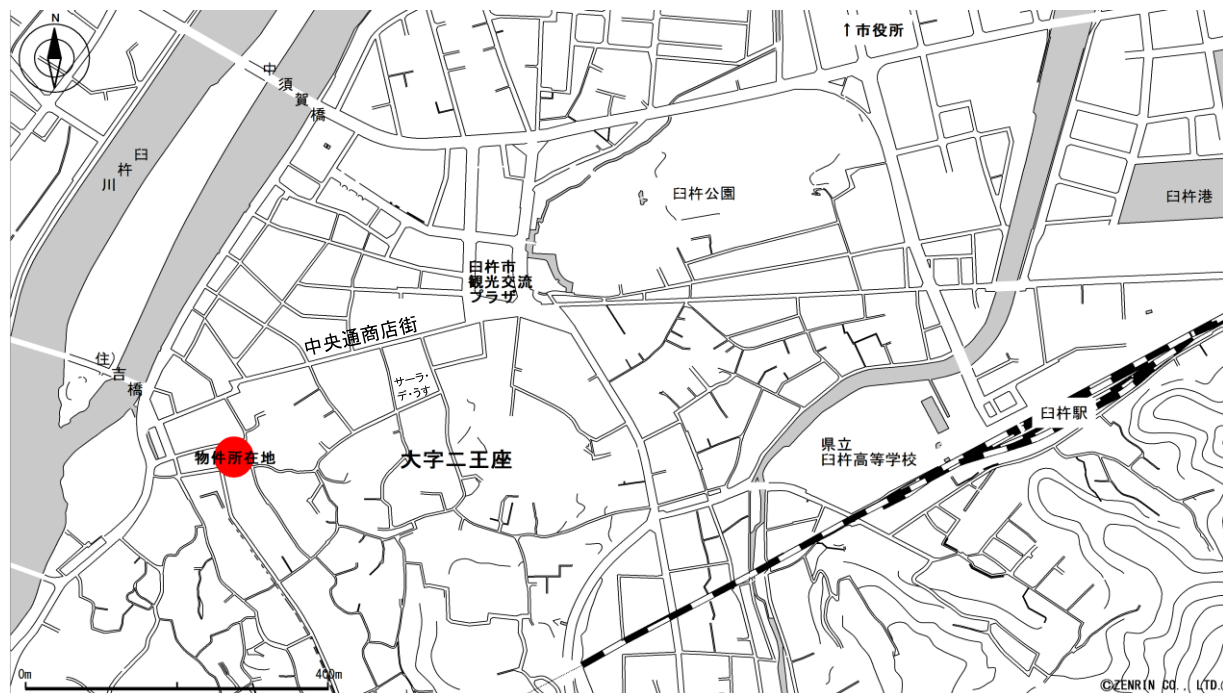 N
↑市役所
中須賀橋
臼杵川
臼杵公園
臼杵港
臼杵市
観光交流
プラザ
中央通商店街
住吉橋
サーラ・
デ・うすき
臼杵駅
物件所在地
大字二王座
県立
臼杵高等学校
0m
400m
©ZENRIN CO., LTD.